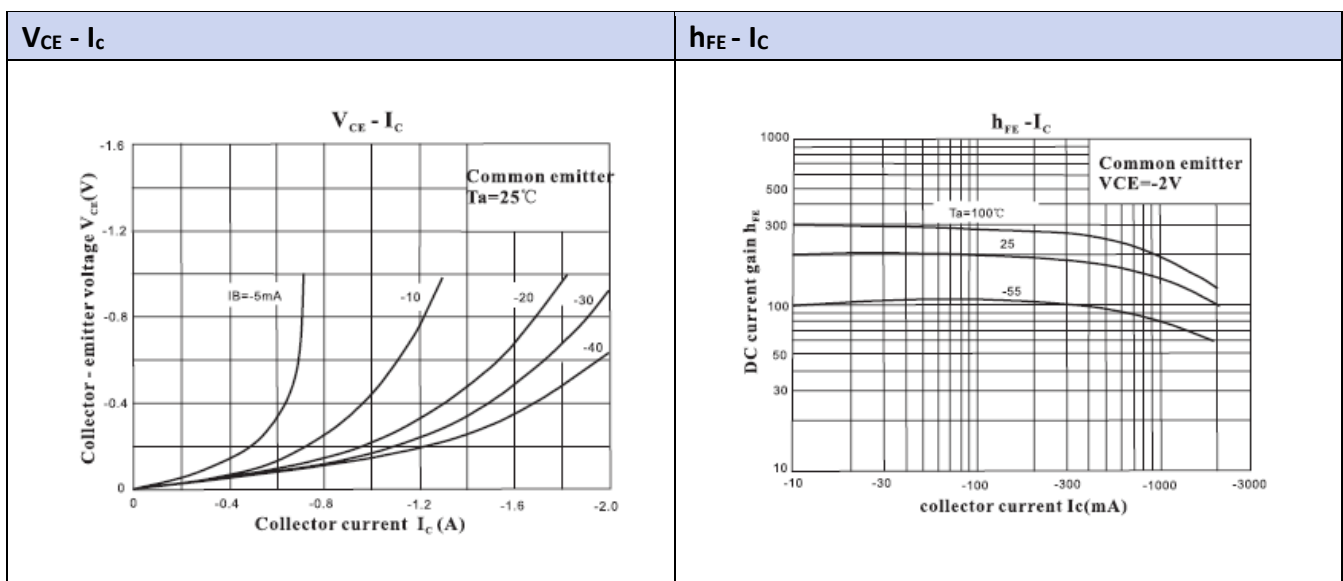 VCE - Ic
hFE - IC
VCE - IC
Common emitter
Ta=25℃
Collector - emitter voltage VCE(V)
-1.6
-1.2
-0.8
-0.4
0
IB=-5mA
-10
-20
-30
-40
0
-0.4
-0.8
-1.2
-1.6
-2.0
Collector current IC (A)
hFE -IC
Common emitter
VCE=-2V
DC current gain hFE
1000
500
300
100
50
30
10
Ta=100℃
25
-55
-10
-30
-100
-300
-1000
-3000
collector current Ic(mA)